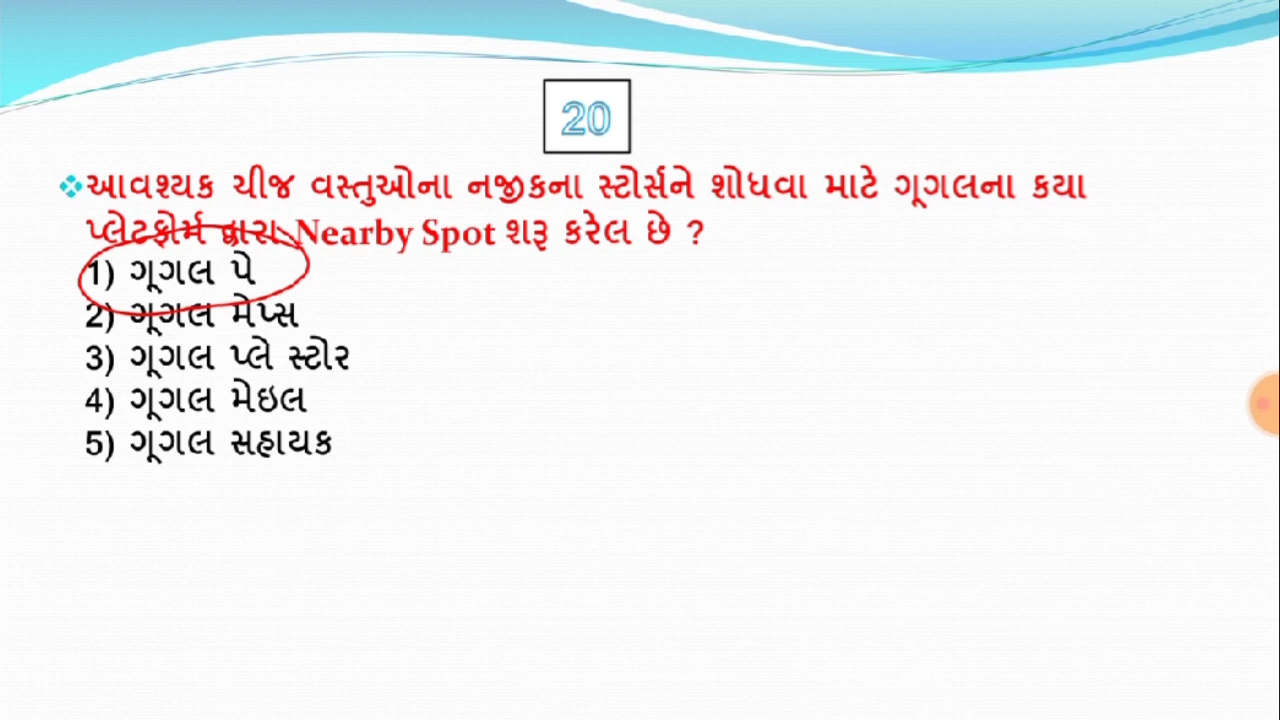 20
આવશ્યક ચીજ વસ્તુઓના નજીકના સ્ટોર્સને શોધવા માટે ગૂગલના કયા
પ્લેટફોર્મ દ્વારા Nearby Spot શરૂ કરેલ છે ?
1) ગૂગલ પે
2) ગૂગલ મેપ્સ
3) ગૂગલ પ્લે સ્ટોર
4) ગૂગલ મેઇલ
5) ગૂગલ સહાયક